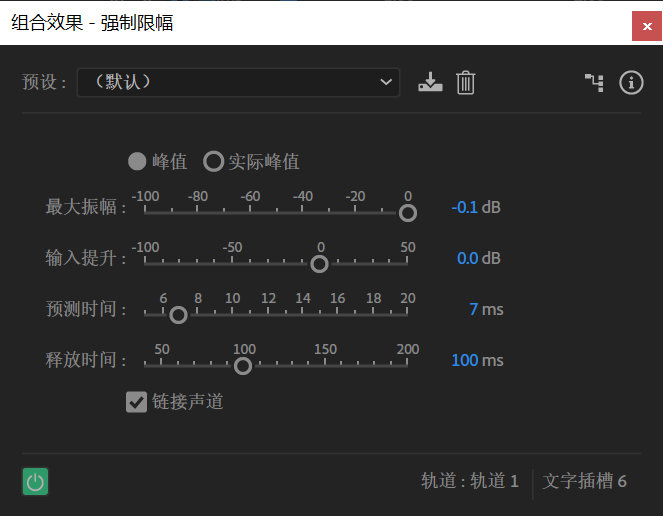 组合效果 - 强制限幅
预设： （默认）
峰值 实际峰值
-100 -80 -60 -40 -20 0
最大振幅： -0.1 dB
-100 -50 0 50
输入提升： 0.0 dB
6 8 10 12 14 16 18 20
预测时间： 7 ms
50 100 150 200
释放时间： 100 ms
链接声道
轨道：轨道 1 文字插槽 6